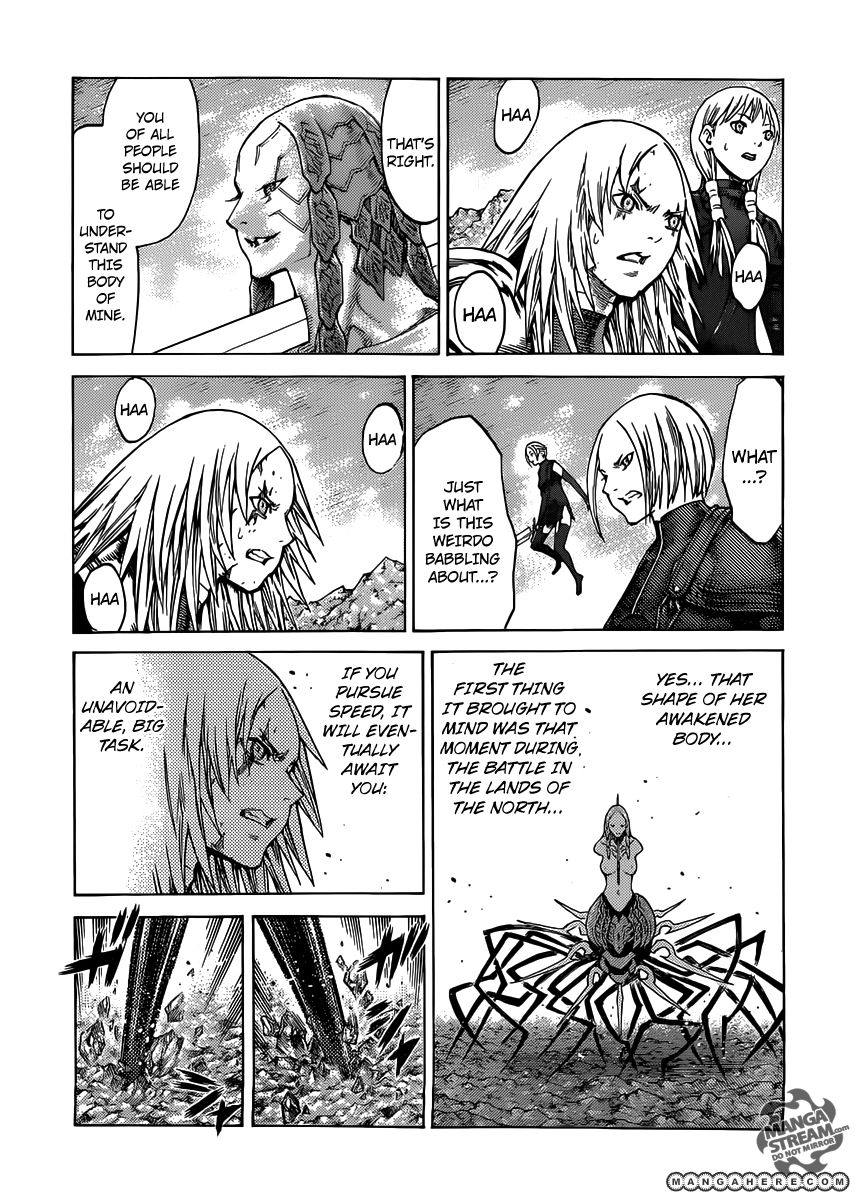 THAT'S
RIGHT.
YOU
OF ALL
PEOPLE
SHOULD
BE ABLE
TO
UNDER-
STAND
THIS
BODY
OF
MINE.
HAA
HAA
HAA
WHAT
...?
JUST
WHAT
IS THIS
WEIRDO
BABBLING
ABOUT...?
HAA
HAA
HAA
YES... THAT
SHAPE OF HER
AWAKENED
BODY...
THE
FIRST THING
IT BROUGHT TO
MIND WAS THAT
MOMENT DURING
THE BATTLE IN
THE LANDS OF
THE NORTH...
IF YOU
PURSUE
SPEED, IT
WILL EVEN-
TUALLY
AWAIT
YOU:
AN
UNAVOID-
ABLE, BIG
TASK.
MANGA
STREAM.com
DO NOT MIRROR
MANGAHERE.COM